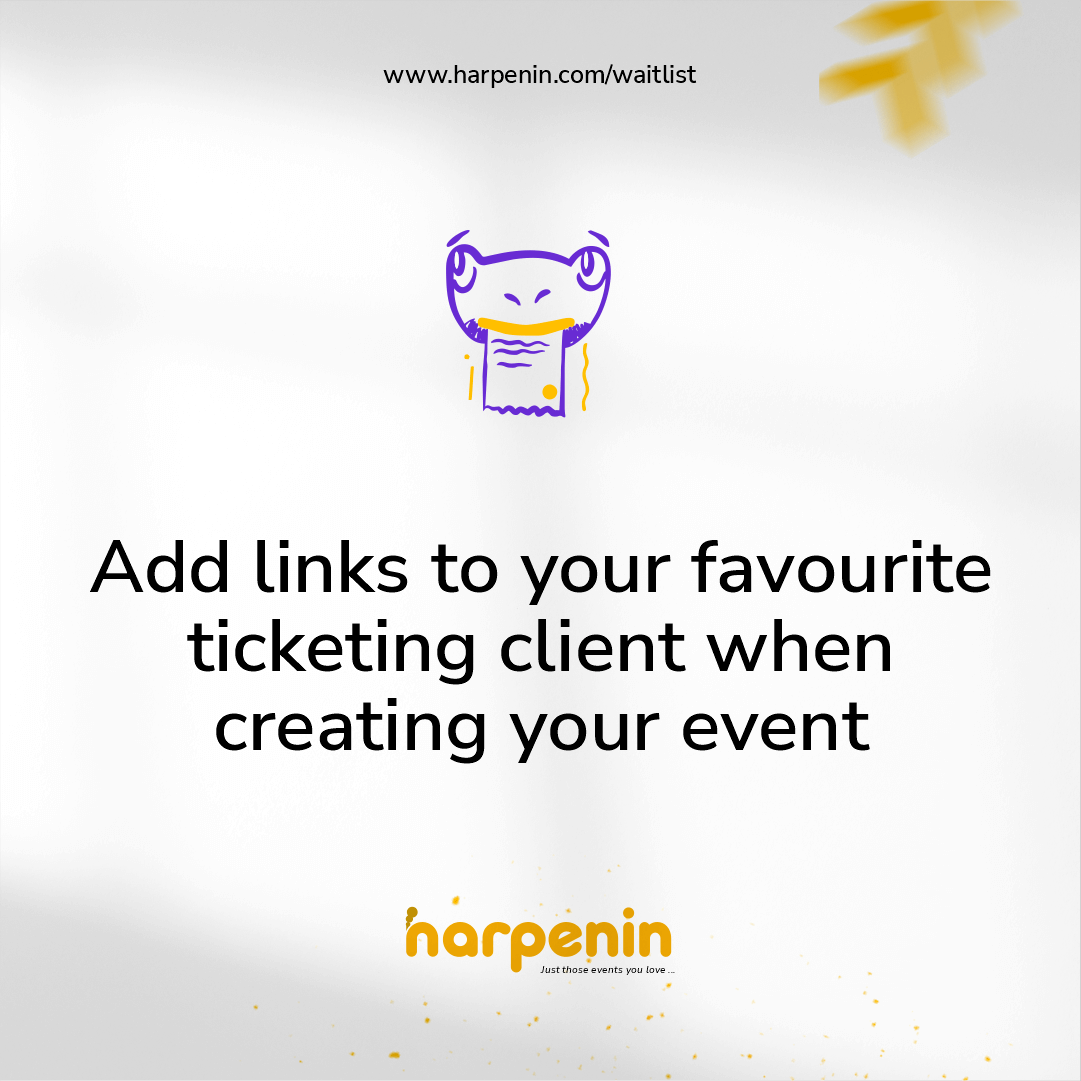 www.harpenin.com/waitlist
Add links to your favourite
ticketing client when
creating your event
harpenin
Just those events you love ...